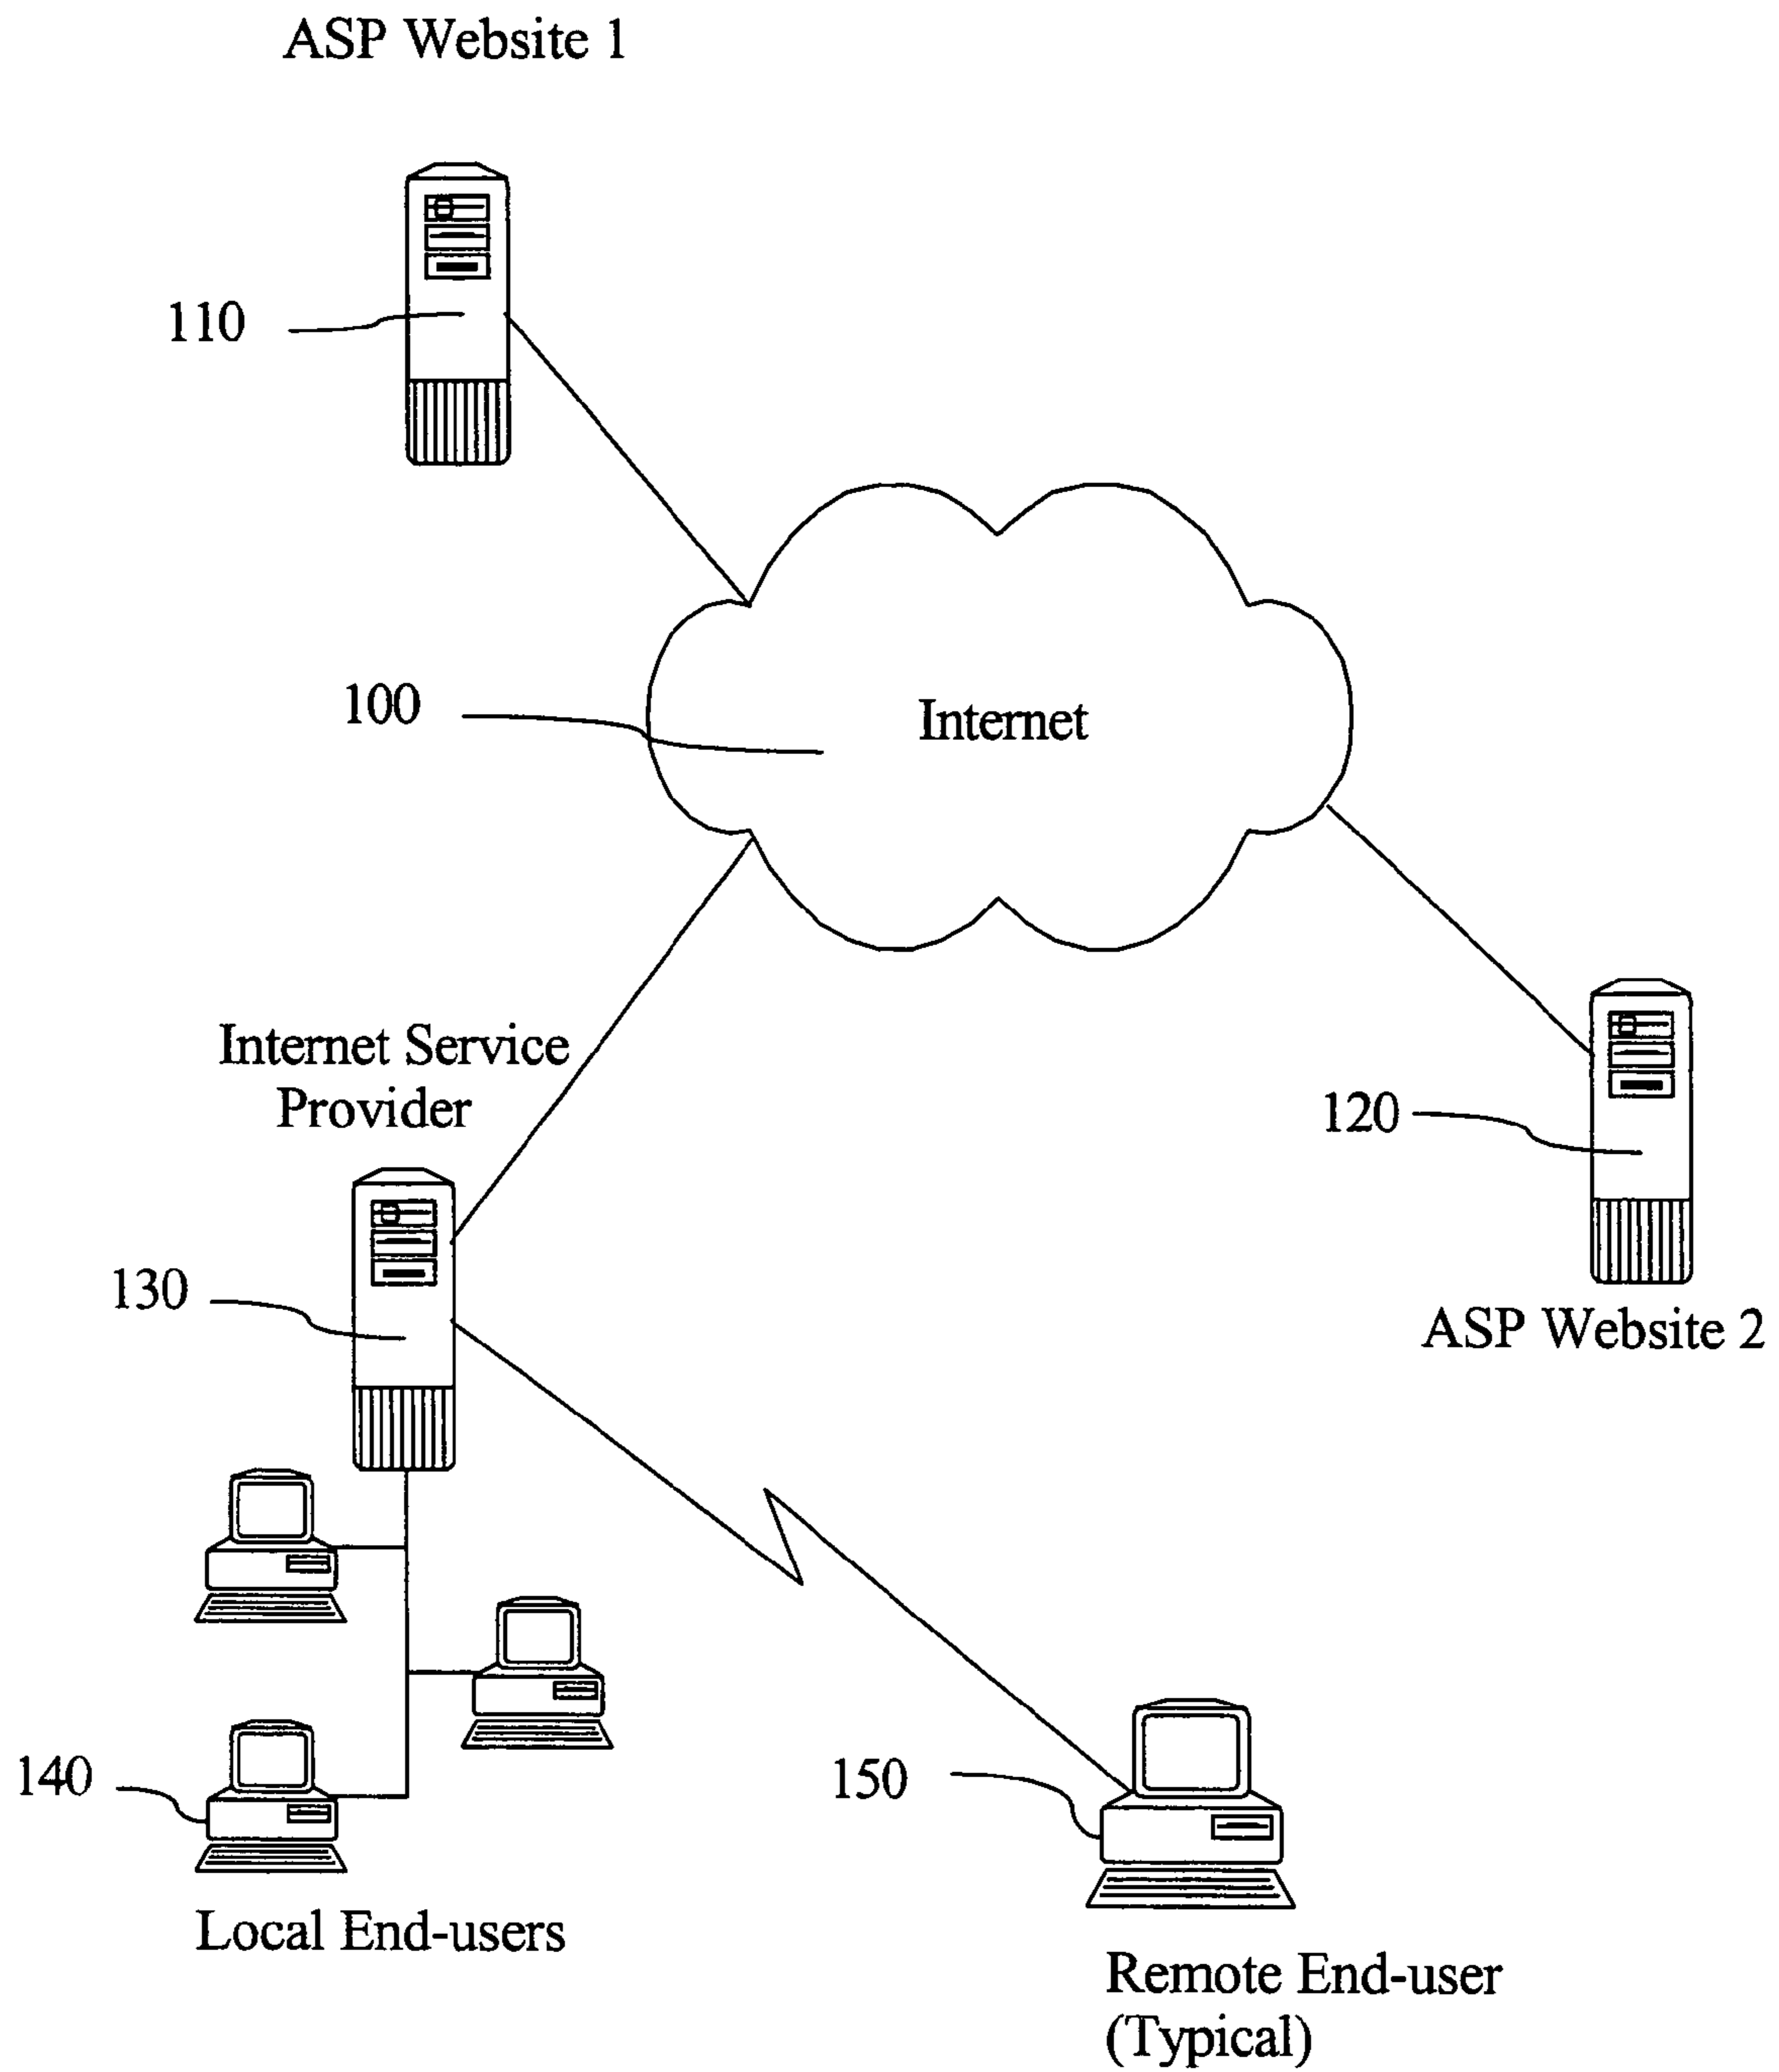 ASP Website 1
110
100
Internet
Internet Service
Provider
120
130
ASP Website 2
140
150
Local End-users
Remote End-user
(Typical)